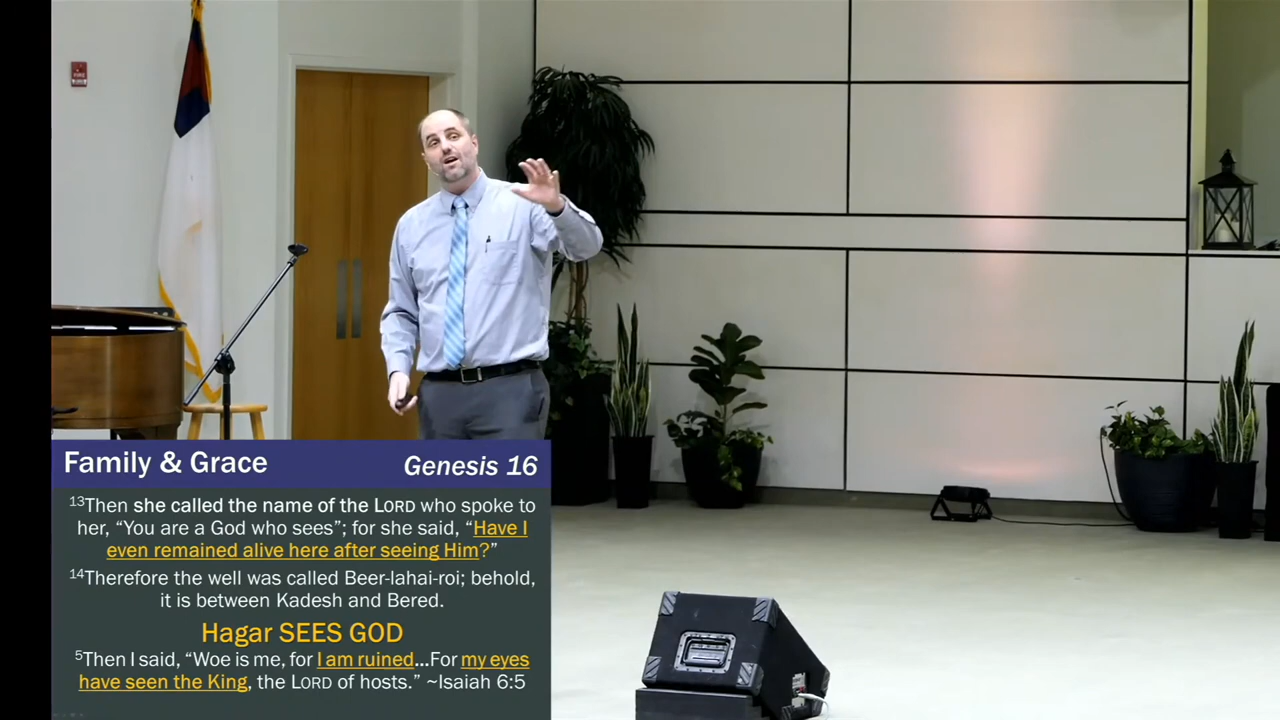 FIRE
Family & Grace Genesis 16
13Then she called the name of the LORD who spoke to
her, “You are a God who sees”; for she said, “Have I
even remained alive here after seeing Him?”
14Therefore the well was called Beer-lahai-roi; behold,
it is between Kadesh and Bered.
Hagar SEES GOD
5Then I said, “Woe is me, for I am ruined...For my eyes
have seen the King, the LORD of hosts.” ~Isaiah 6:5